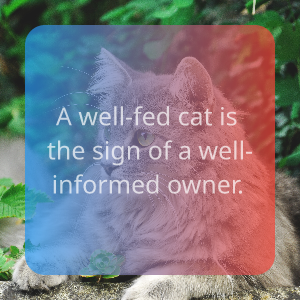 A well-fed cat is
the sign of a well-
informed owner.